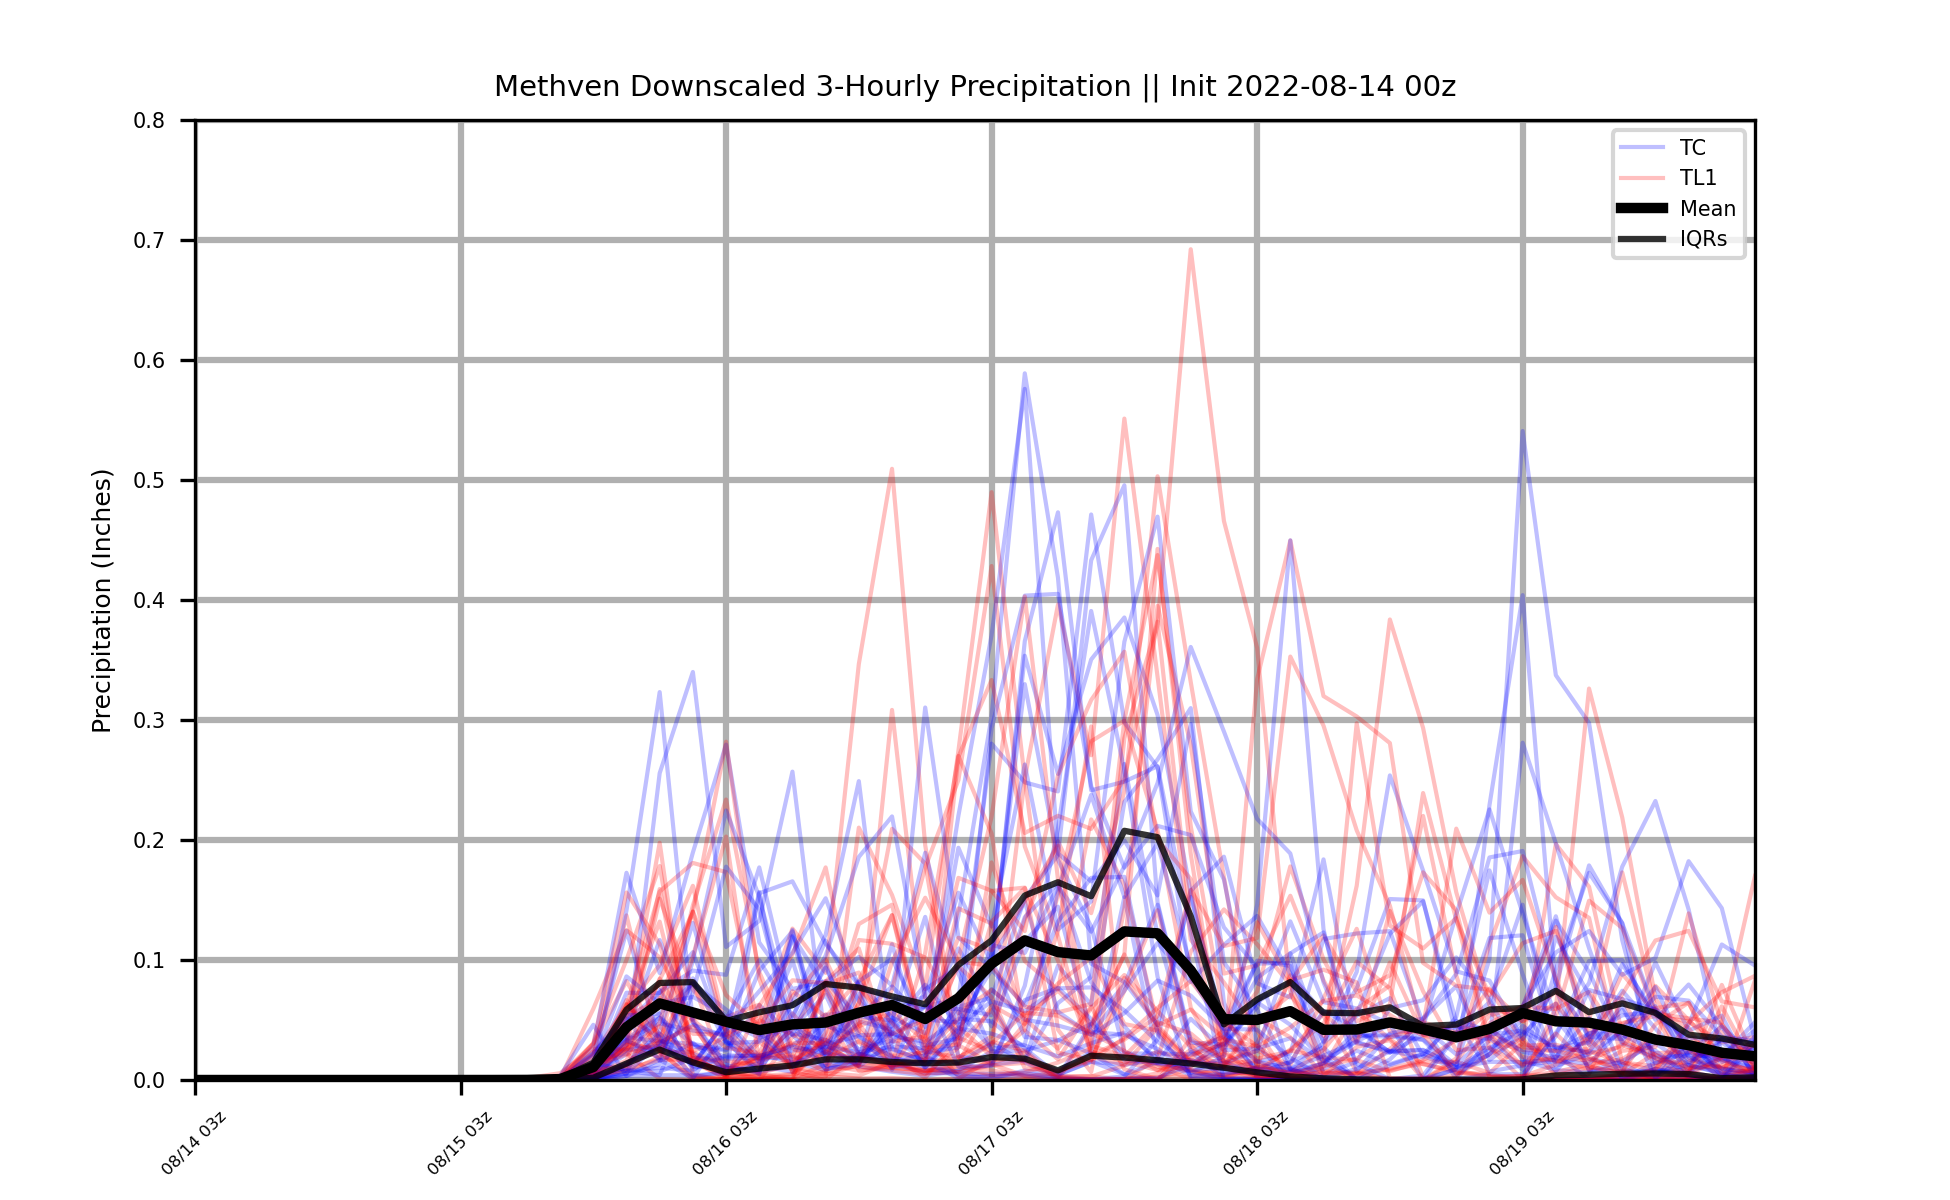 Methven Downscaled 3-Hourly Precipitation || Init 2022-08-14 00z
TC
TL1
Mean
IQRs
Precipitation (Inches)
0.8
0.7
0.6
0.5
0.4
0.3
0.2
0.1
0.0
08/14 03z
08/15 03z
08/16 03z
08/17 03z
08/18 03z
08/19 03z